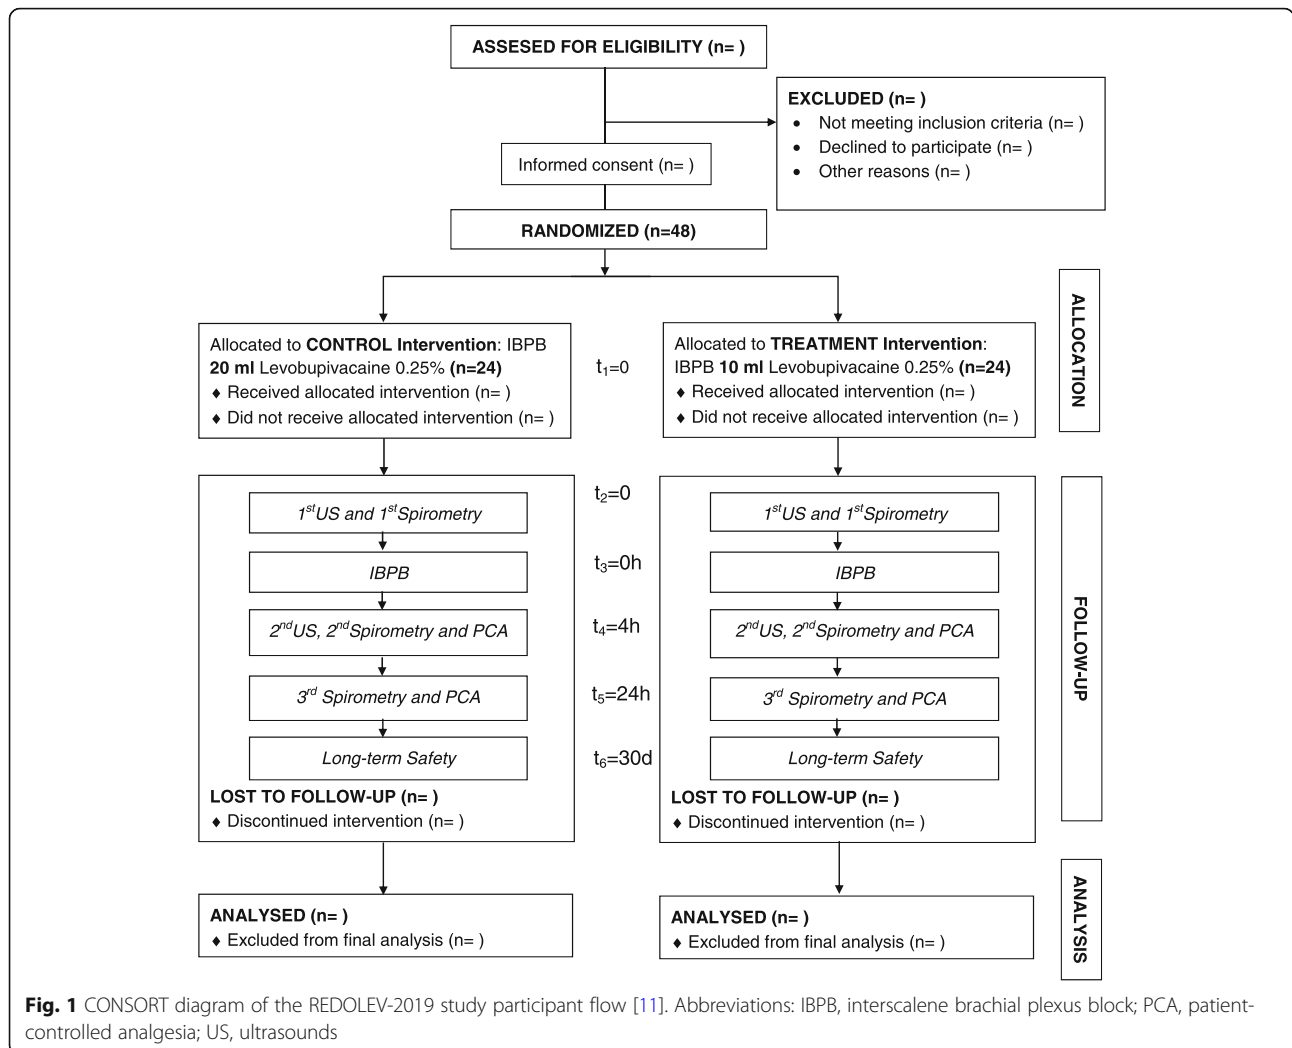 ASSESED FOR ELIGIBILITY (n= )
EXCLUDED (n= )
• Not meeting inclusion criteria (n= )
• Declined to participate (n= )
• Other reasons (n= )
Informed consent (n= )
RANDOMIZED (n=48)
ALLOCATION
Allocated to CONTROL Intervention: IBPB
20 ml Levobupivacaine 0.25% (n=24)
♦ Received allocated intervention (n= )
♦ Did not receive allocated intervention (n= )
t1=0
Allocated to TREATMENT Intervention:
IBPB 10 ml Levobupivacaine 0.25% (n=24)
♦ Received allocated intervention (n= )
♦ Did not receive allocated intervention (n= )
FOLLOW-UP
1st US and 1st Spirometry
t2=0
1st US and 1st Spirometry
IBPB
t3=0h
IBPB
2nd US, 2nd Spirometry and PCA
t4=4h
2nd US, 2nd Spirometry and PCA
3rd Spirometry and PCA
t5=24h
3rd Spirometry and PCA
Long-term Safety
t6=30d
Long-term Safety
LOST TO FOLLOW-UP (n= )
♦ Discontinued intervention (n= )
LOST TO FOLLOW-UP (n= )
♦ Discontinued intervention (n= )
ANALYSIS
ANALYSED (n= )
♦ Excluded from final analysis (n= )
ANALYSED (n= )
♦ Excluded from final analysis (n= )
Fig. 1 CONSORT diagram of the REDOLEV-2019 study participant flow [11]. Abbreviations: IBPB, interscalene brachial plexus block; PCA, patient-
controlled analgesia; US, ultrasounds